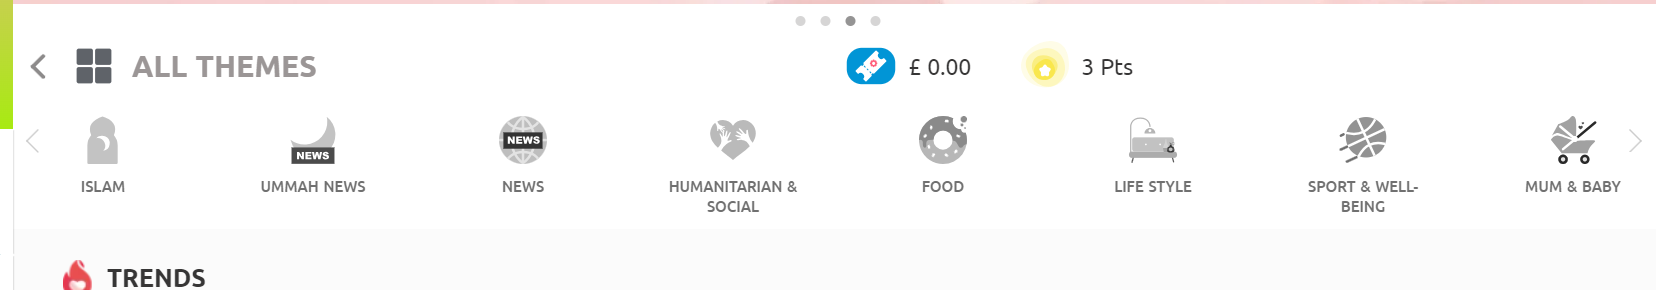 ALL THEMES
£ 0.00
3 Pts
ISLAM
NEWS
UMMAH NEWS
NEWS
NEWS
HUMANITARIAN &
SOCIAL
FOOD
LIFE STYLE
SPORT & WELL-
BEING
MUM & BABY
TRENDS